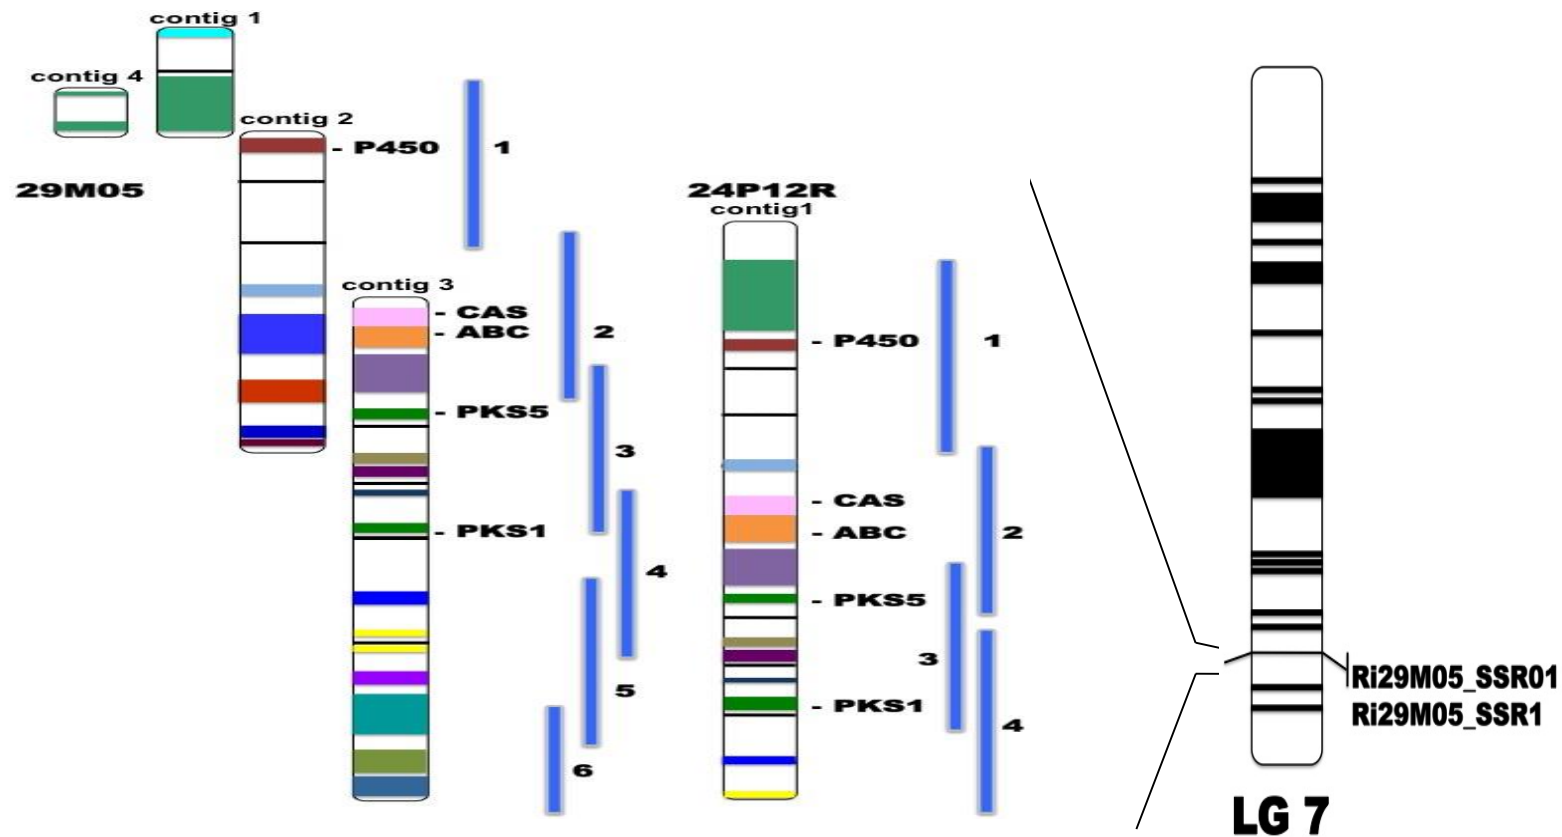 contig 1
contig 4
contig 2
- P450
1
29M05
24P12R
contig1
contig 3
- CAS
- ABC
2
- PKS5
3
- PKS1
4
5
6
- P450
1
- CAS
- ABC
2
- PKS5
3
- PKS1
4
Ri29M05_SSR01
Ri29M05_SSR1
LG 7